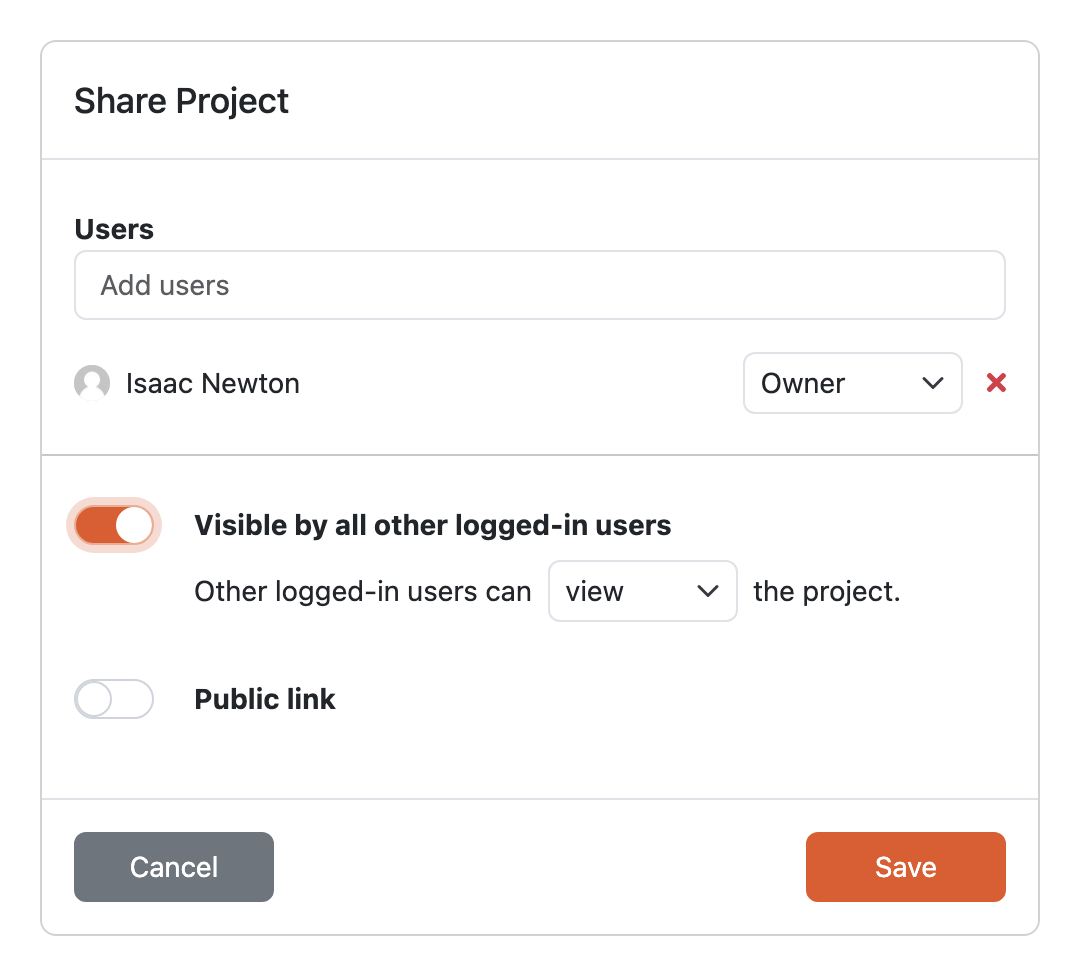 Share Project
Users
Add users
Isaac Newton Owner
Visible by all other logged-in users
Other logged-in users can view the project.
Public link
Cancel Save